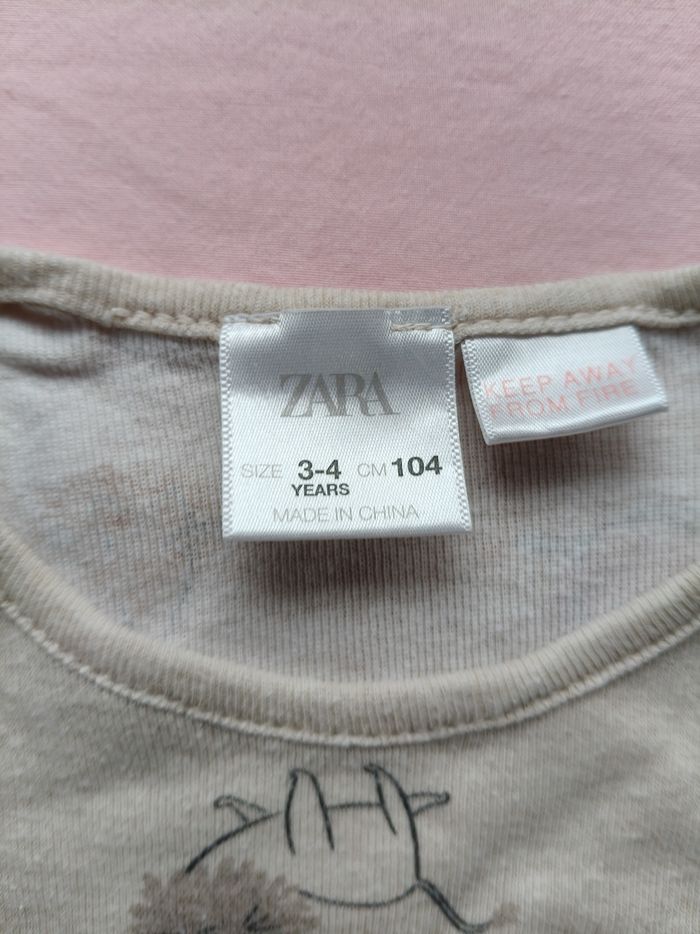 ZARA
SIZE 3-4 CM 104
YEARS
MADE IN CHINA
KEEP AWAY
FROM FIRE